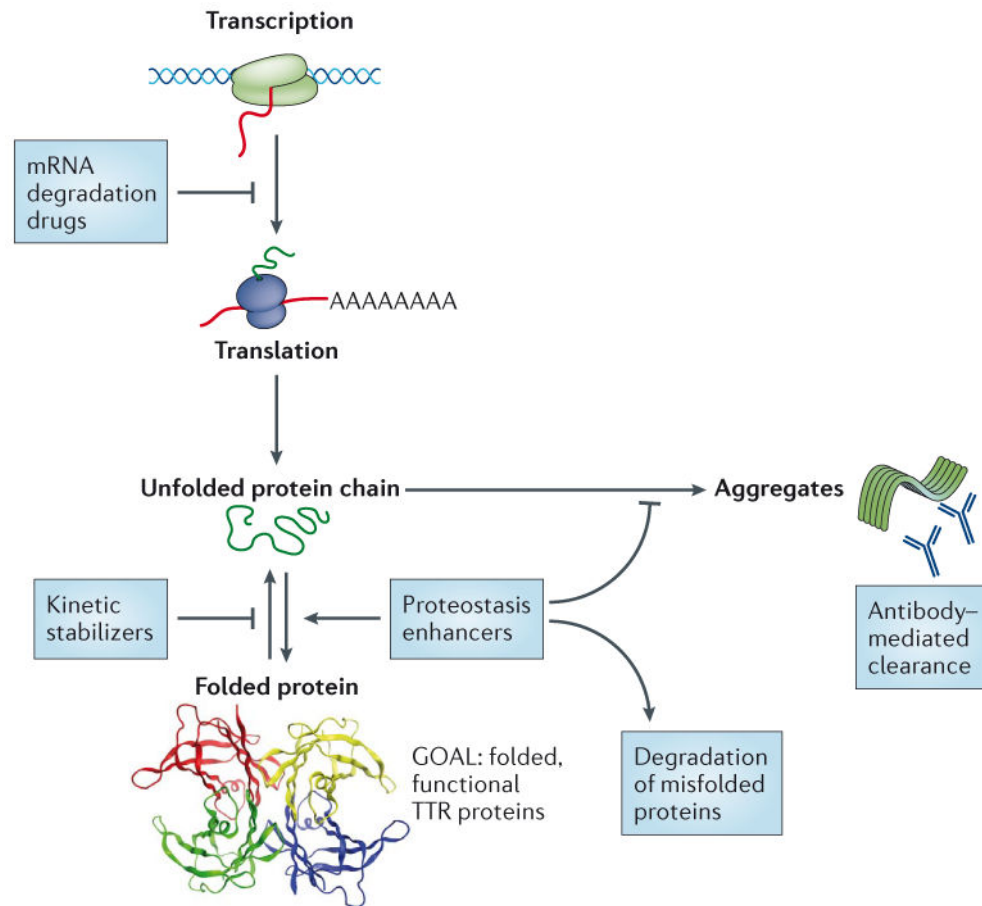 Transcription
mRNA
degradation
drugs
AAAAAAAA
Translation
Unfolded protein chain
Aggregates
Kinetic
stabilizers
Proteostasis
enhancers
Antibody–
mediated
clearance
Folded protein
GOAL: folded,
functional
TTR proteins
Degradation
of misfolded
proteins